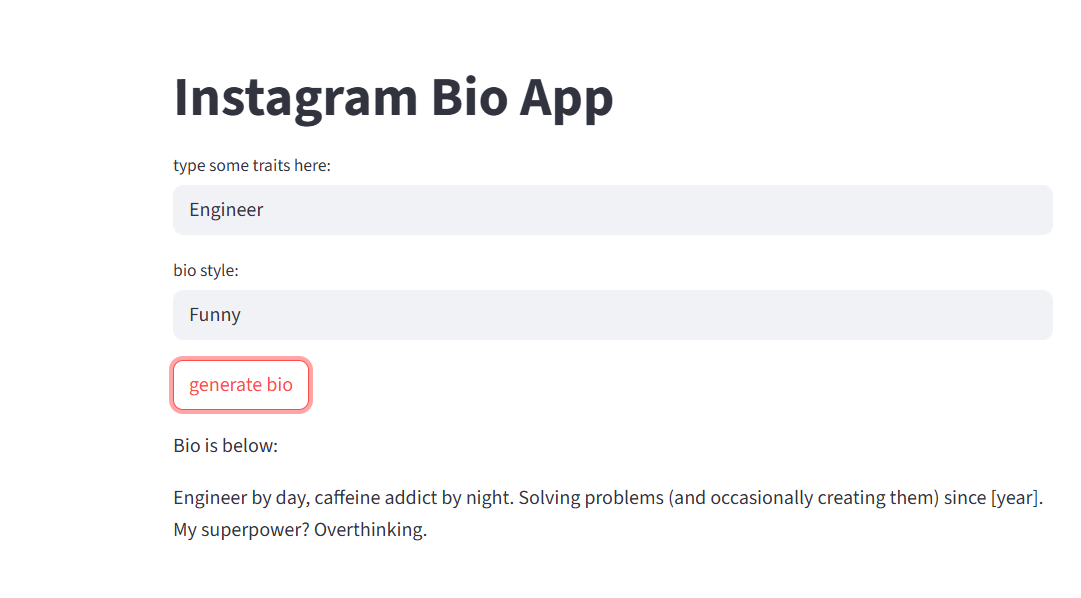 Instagram Bio App
type some traits here:
Engineer
bio style:
Funny
generate bio
Bio is below:
Engineer by day, caffeine addict by night. Solving problems (and occasionally creating them) since [year].
My superpower? Overthinking.